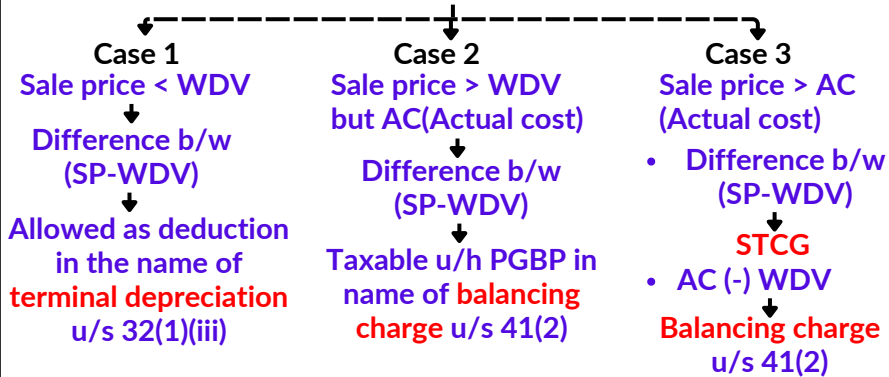 Case 1
Sale price < WDV
Difference b/w
(SP-WDV)
Allowed as deduction
in the name of
terminal depreciation
u/s 32(1)(iii)
Case 2
Sale price > WDV
but AC(Actual cost)
Difference b/w
(SP-WDV)
Taxable u/h PGBP in
name of balancing
charge u/s 41(2)
Case 3
Sale price > AC
(Actual cost)
• Difference b/w
(SP-WDV)
STCG
• AC (-) WDV
Balancing charge
u/s 41(2)